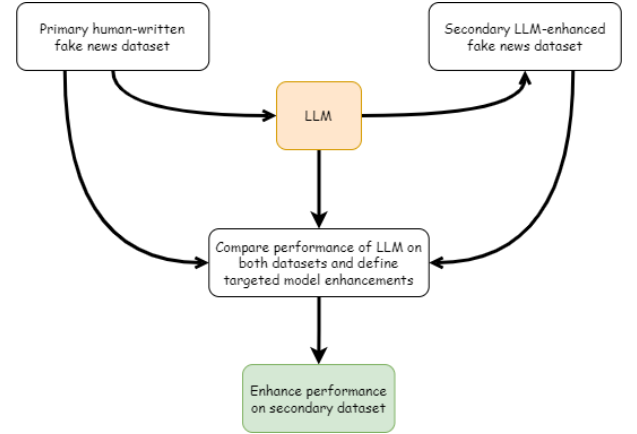 Primary human-written
fake news dataset
Secondary LLM-enhanced
fake news dataset
LLM
Compare performance of LLM on
both datasets and define
targeted model enhancements
Enhance performance
on secondary dataset